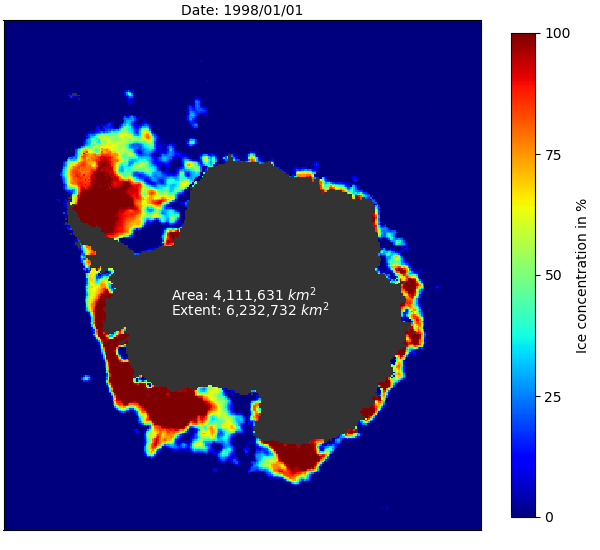 Date: 1998/01/01
100
75
50
25
0
Ice concentration in %
Area: 4,111,631 km²
Extent: 6,232,732 km²